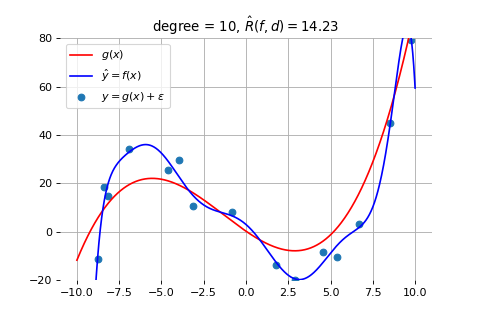 degree = 10, R̂(f, d) = 14.23
g(x)
ŷ = f(x)
y = g(x) + ε
80
60
40
20
0
−20
−10.0 −7.5 −5.0 −2.5 0.0 2.5 5.0 7.5 10.0